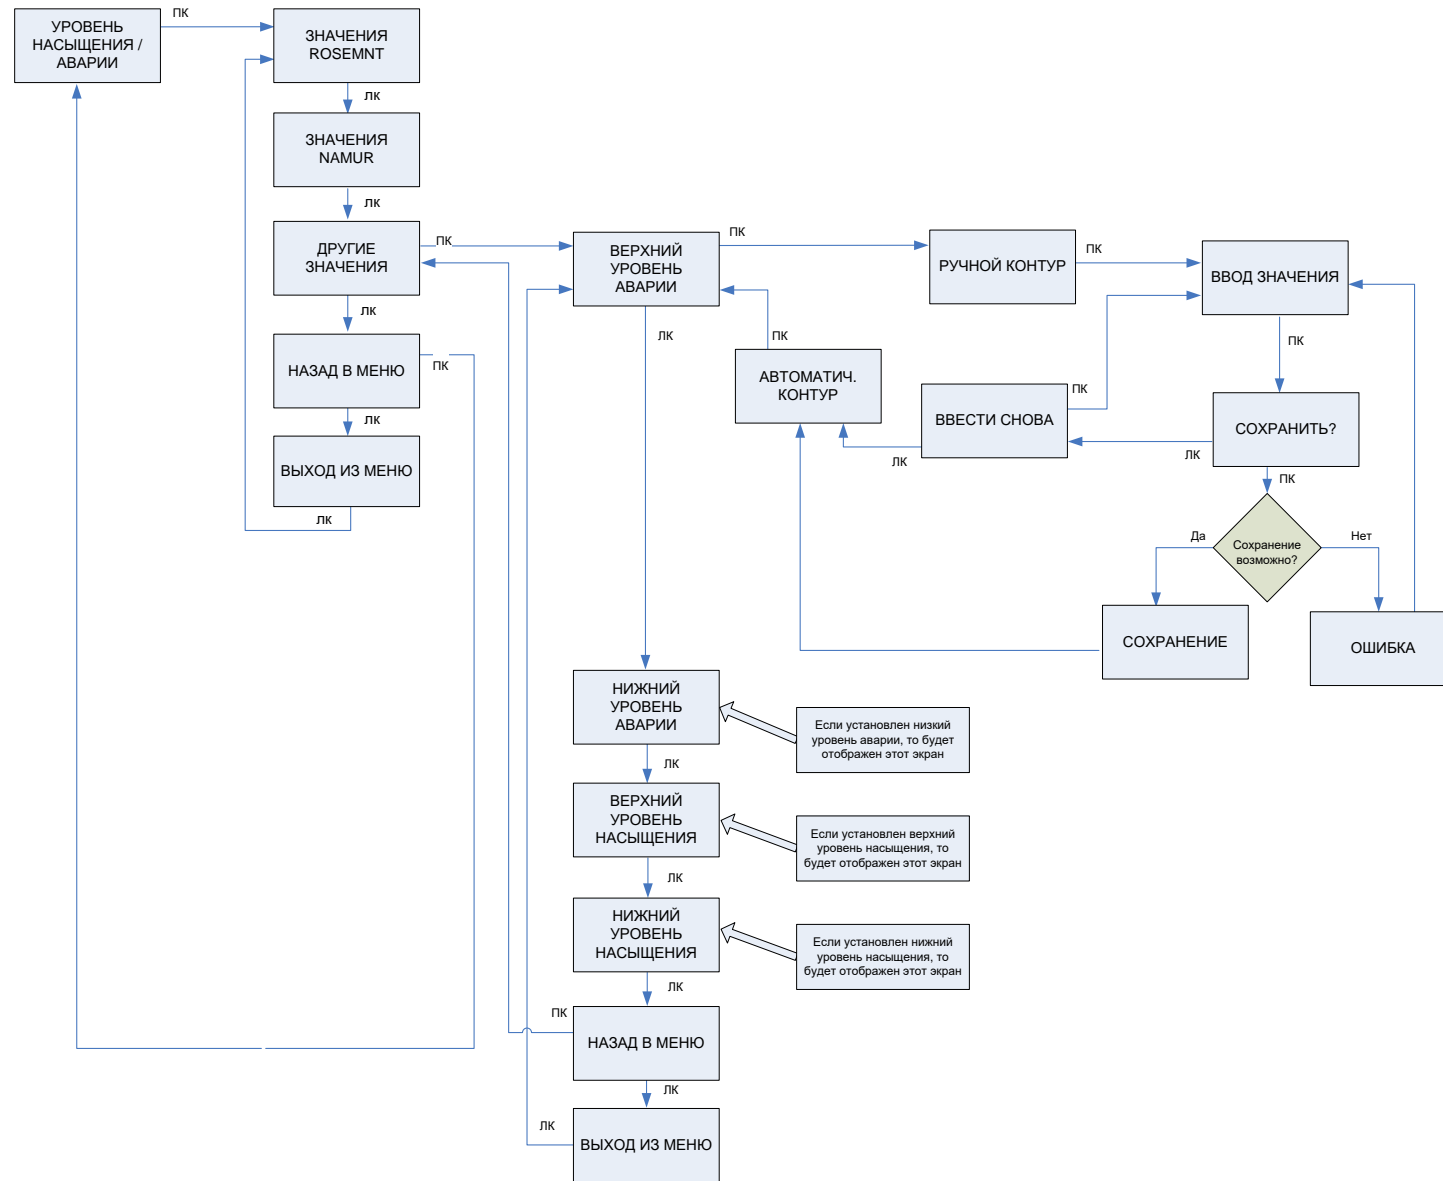 УРОВЕНЬ
НАСЫЩЕНИЯ /
АВАРИИ
ПК
ЗНАЧЕНИЯ
ROSEMNT
ЛК
ЗНАЧЕНИЯ
NAMUR
ЛК
ДРУГИЕ
ЗНАЧЕНИЯ
ПК
ЛК
НАЗАД В МЕНЮ
ПК
ЛК
ВЫХОД ИЗ МЕНЮ
ЛК
ВЕРХНИЙ
УРОВЕНЬ
АВАРИИ
ПК
ЛК
РУЧНОЙ КОНТУР
ПК
ВВОД ЗНАЧЕНИЯ
ПК
АВТОМАТИЧ.
КОНТУР
ПК
ВВЕСТИ СНОВА
ПК
ЛК
СОХРАНИТЬ?
ЛК
ПК
Сохранение
возможно?
Да
Нет
СОХРАНЕНИЕ
ОШИБКА
НИЖНИЙ
УРОВЕНЬ
АВАРИИ
Если установлен низкий
уровень аварии, то будет
отображен этот экран
ЛК
ВЕРХНИЙ
УРОВЕНЬ
НАСЫЩЕНИЯ
Если установлен верхний
уровень насыщения, то
будет отображен этот экран
ЛК
НИЖНИЙ
УРОВЕНЬ
НАСЫЩЕНИЯ
Если установлен нижний
уровень насыщения, то
будет отображен этот экран
ЛК
ПК
НАЗАД В МЕНЮ
ЛК
ЛК
ВЫХОД ИЗ МЕНЮ